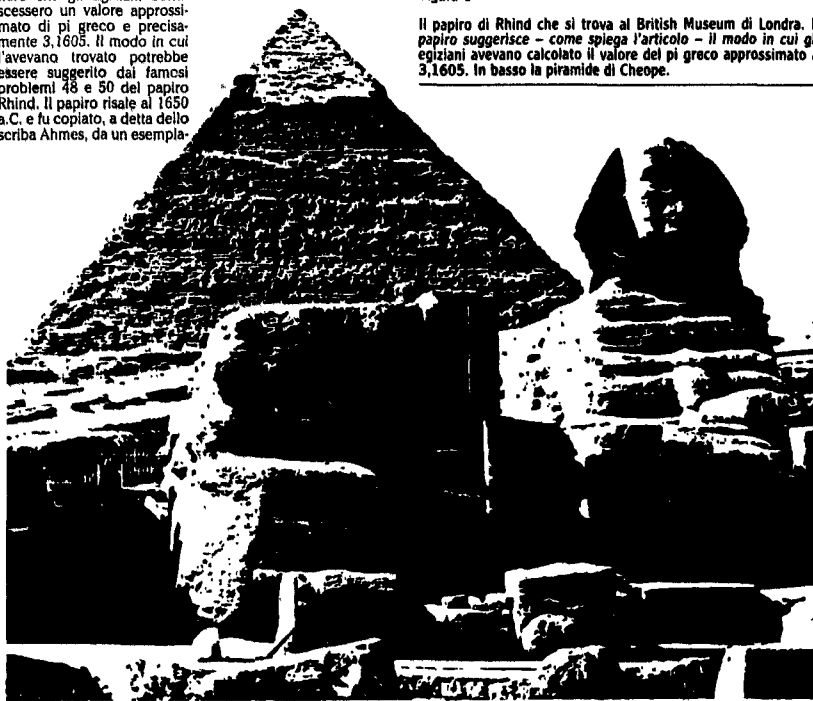 scessero un valore approssi-
mato di pi greco e precisa-
mente 3,1605. Il modo in cui
l'avevano trovato potrebbe
essere suggerito dai famosi
problemi 48 e 50 del papiro
Rhind. Il papiro risale al 1650
a.C. e fu copiato, a detta dello
scriba Ahmes, da un esempla-
Il papiro di Rhind che si trova al British Museum di Londra.
papiro suggerisce – come spiega l'articolo – il modo in cui
egiziani avevano calcolato il valore del pi greco approssimato
3,1605. In basso la piramide di Cheope.